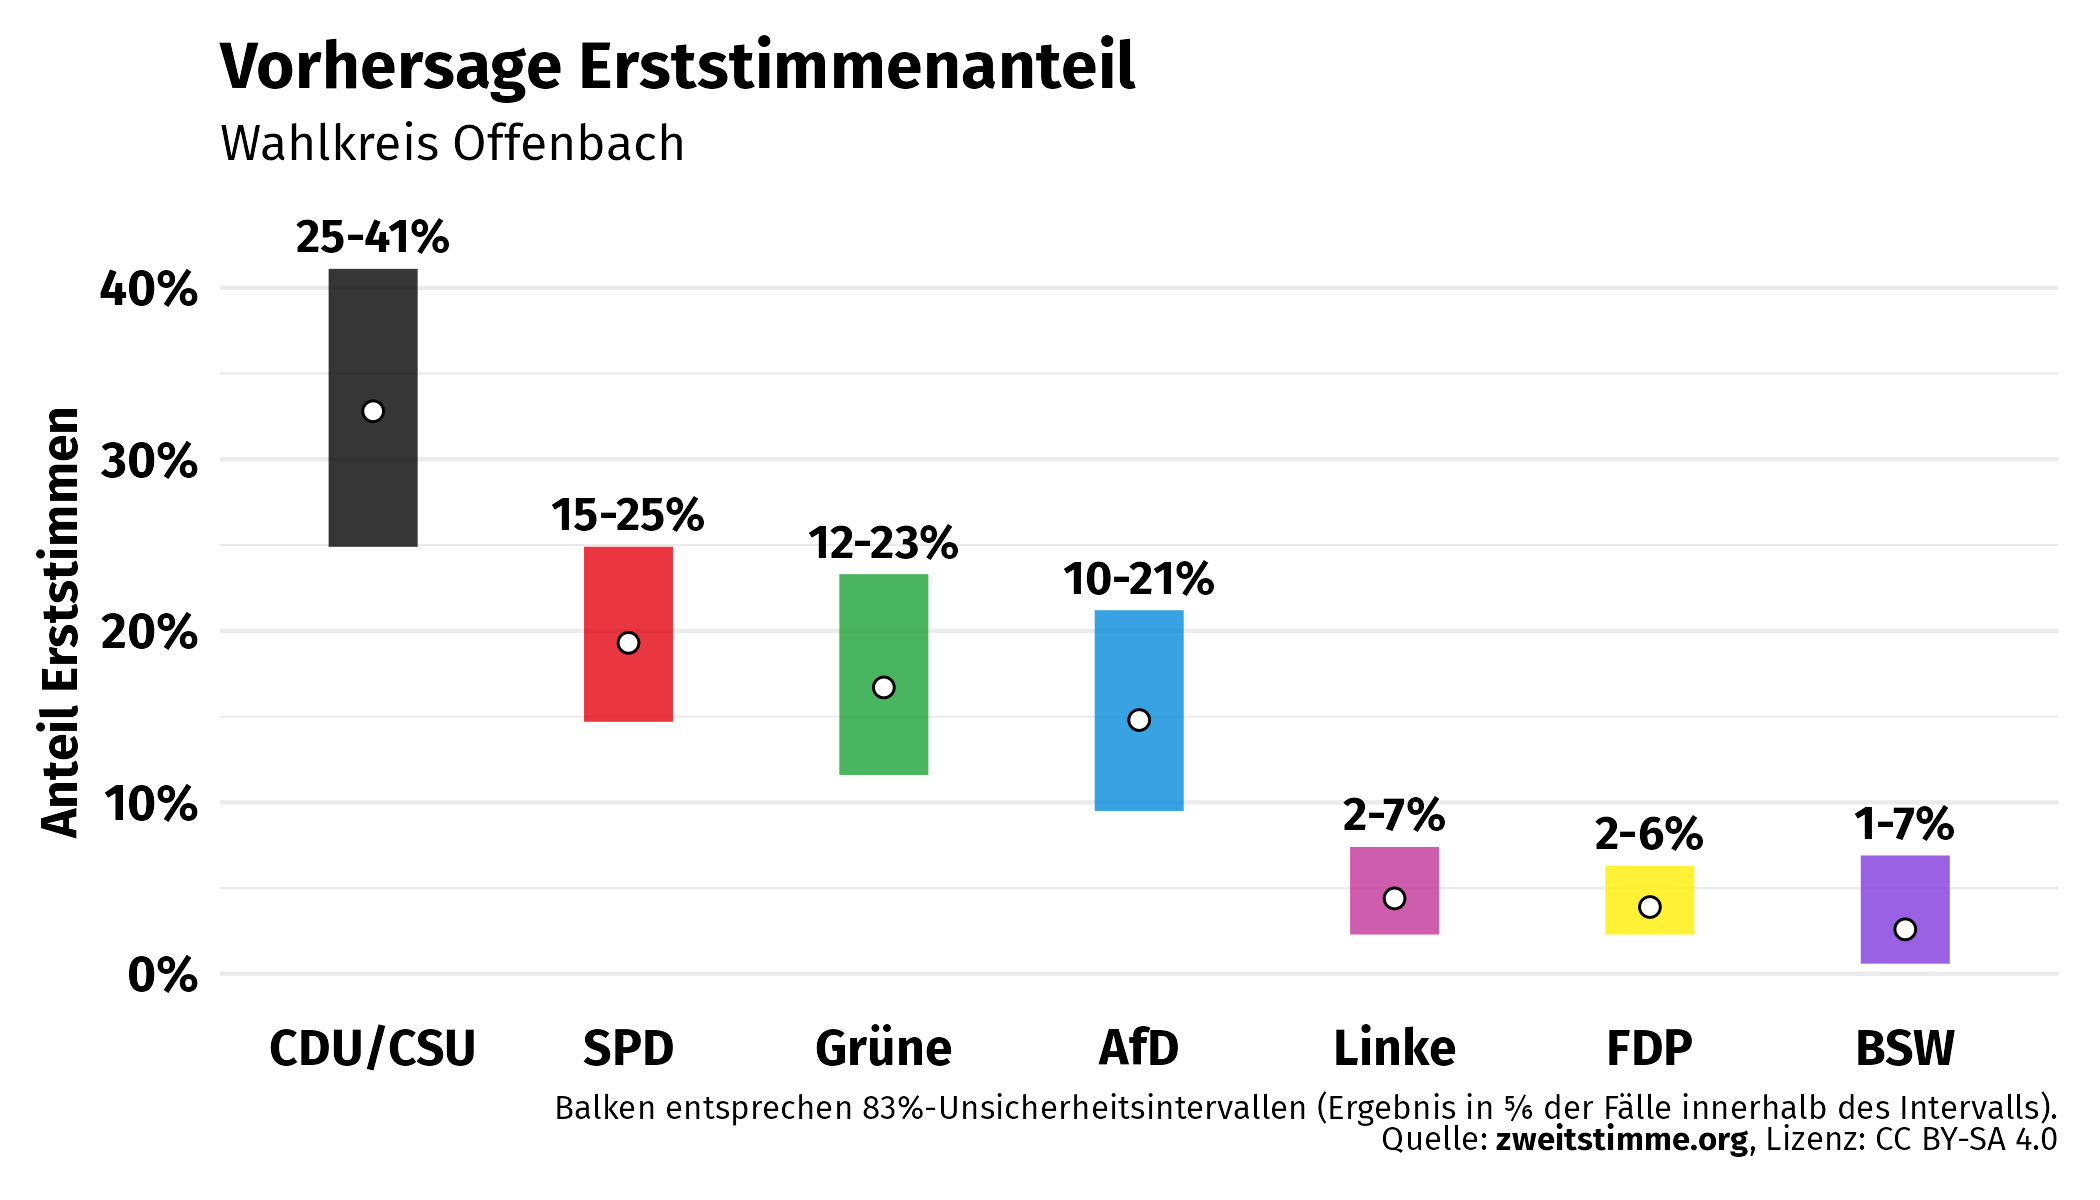 Vorhersage Erststimmenanteil
Wahlkreis Offenbach
25-41%
15-25%
12-23%
10-21%
2-7%
2-6%
1-7%
40%
30%
20%
10%
0%
Anteil Erststimmen
CDU/CSU
SPD
Grüne
AfD
Linke
FDP
BSW
Balken entsprechen 83%-Unsicherheitsintervallen (Ergebnis in ⅚ der Fälle innerhalb des Intervalls).
Quelle: zweitstimme.org, Lizenz: CC BY-SA 4.0